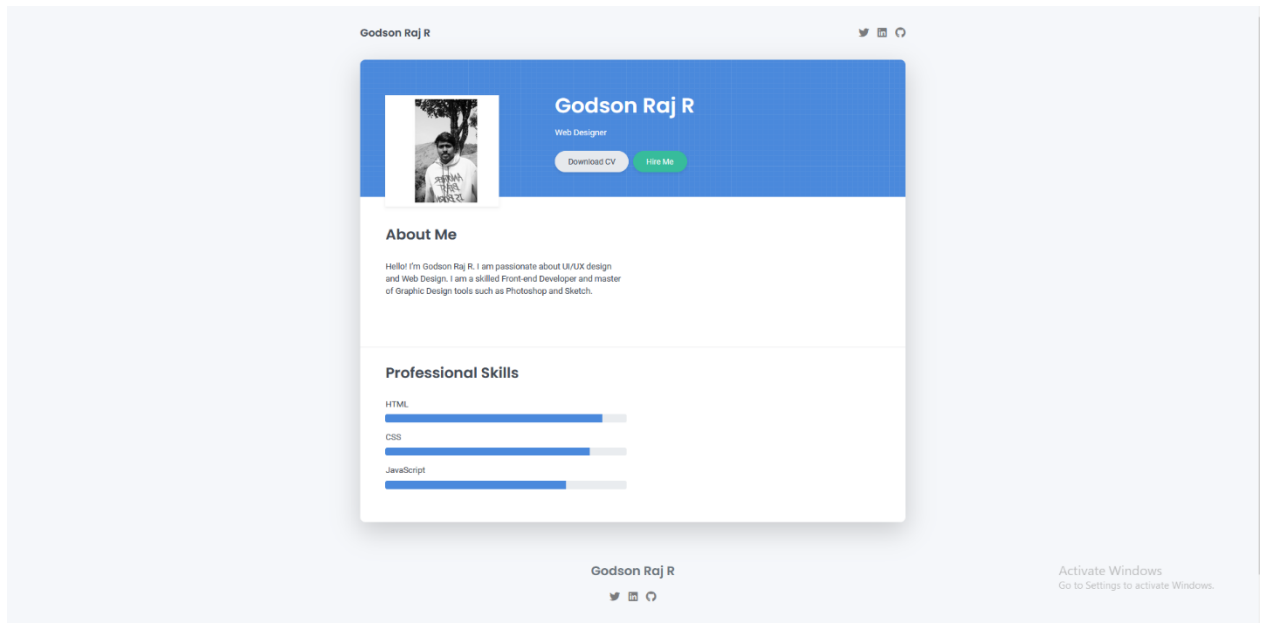 Godson Raj R
Godson Raj R
Web Designer
Download CV
Hire Me
About Me
Hello! I'm Godson Raj R. I am passionate about UI/UX design
and Web Design. I am a skilled Front-end Developer and master
of Graphic Design tools such as Photoshop and Sketch.
Professional Skills
HTML
CSS
JavaScript
Godson Raj R
Activate Windows
Go to Settings to activate Windows.